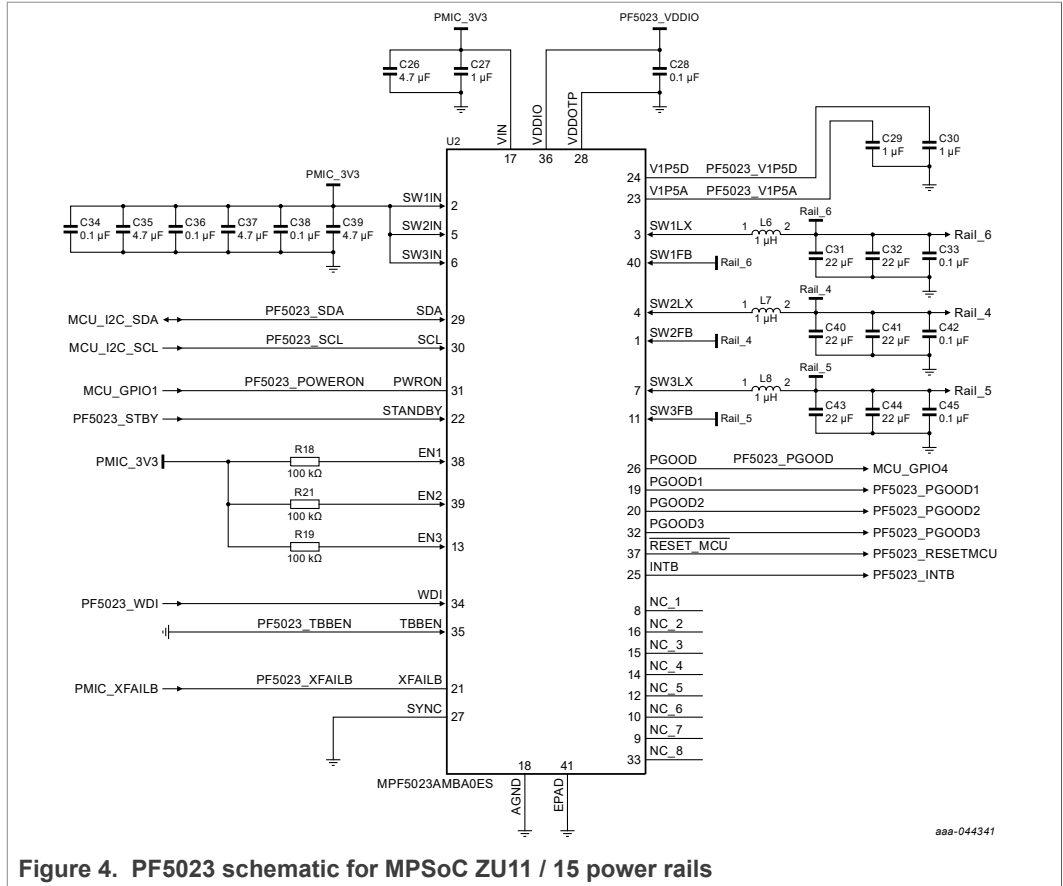 PMIC_3V3
PF5023_VDDIO
C26
4.7 μF
C27
1 μF
C28
0.1 μF
U2
VIN
VDDIO
VDDOTP
17
36
28
PMIC_3V3
C34
0.1 μF
C35
4.7 μF
C36
0.1 μF
C37
4.7 μF
C38
0.1 μF
C39
4.7 μF
SW1IN
2
SW2IN
5
SW3IN
6
MCU_I2C_SDA
PF5023_SDA
SDA
29
MCU_I2C_SCL
PF5023_SCL
SCL
30
MCU_GPIO1
PF5023_POWERON
PWRON
31
PF5023_STBY
STANDBY
22
PMIC_3V3
R18
100 kΩ
EN1
38
R21
100 kΩ
EN2
39
R19
100 kΩ
EN3
13
PF5023_WDI
WDI
34
PF5023_TBBEN
TBBEN
35
PMIC_XFAILB
PF5023_XFAILB
XFAILB
21
SYNC
27
24
V1P5D
PF5023_V1P5D
23
V1P5A
PF5023_V1P5A
C29
1 μF
C30
1 μF
3
SW1LX
1
L6
2
1 μH
Rail_6
Rail_6
C31
22 μF
C32
22 μF
C33
0.1 μF
40
SW1FB
Rail_6
4
SW2LX
1
L7
2
1 μH
Rail_4
Rail_4
C40
22 μF
C41
22 μF
C42
0.1 μF
1
SW2FB
Rail_4
7
SW3LX
1
L8
2
1 μH
Rail_5
Rail_5
C43
22 μF
C44
22 μF
C45
0.1 μF
11
SW3FB
Rail_5
26
PGOOD
PF5023_PGOOD
MCU_GPIO4
19
PGOOD1
PF5023_PGOOD1
20
PGOOD2
PF5023_PGOOD2
32
PGOOD3
PF5023_PGOOD3
37
RESET_MCU
PF5023_RESETMCU
25
INTB
PF5023_INTB
8
NC_1
16
NC_2
15
NC_3
14
NC_4
12
NC_5
10
NC_6
9
NC_7
33
NC_8
18
41
MPF5023AMBA0ES
AGND
EPAD
aaa-044341
Figure 4. PF5023 schematic for MPSoC ZU11 / 15 power rails